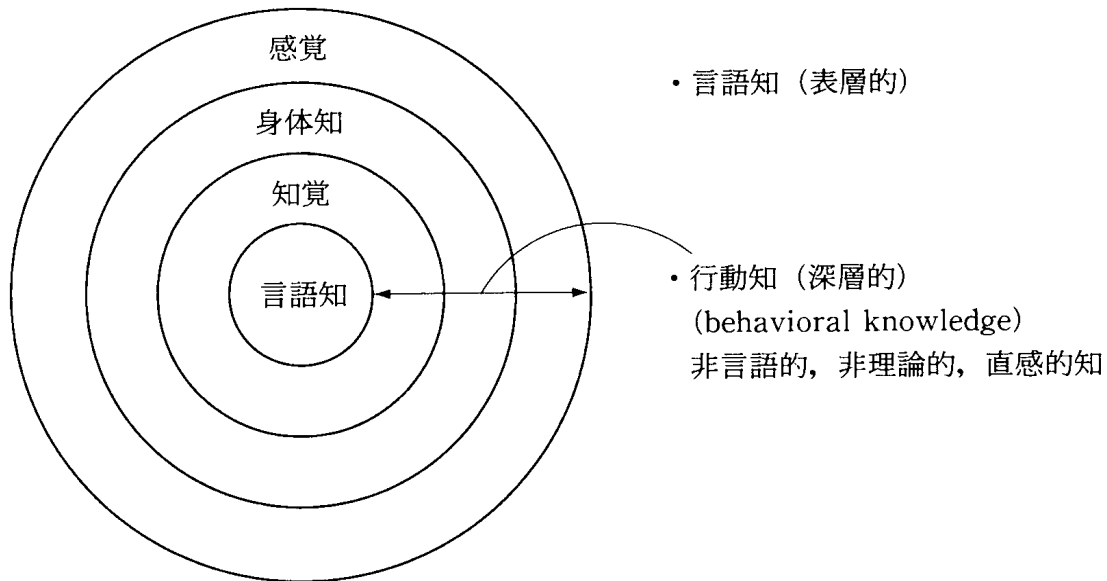 感覚
身体知
知覚
言語知
・言語知（表層的）
・行動知（深層的）
(behavioral knowledge)
非言語的，非理論的，直感的知